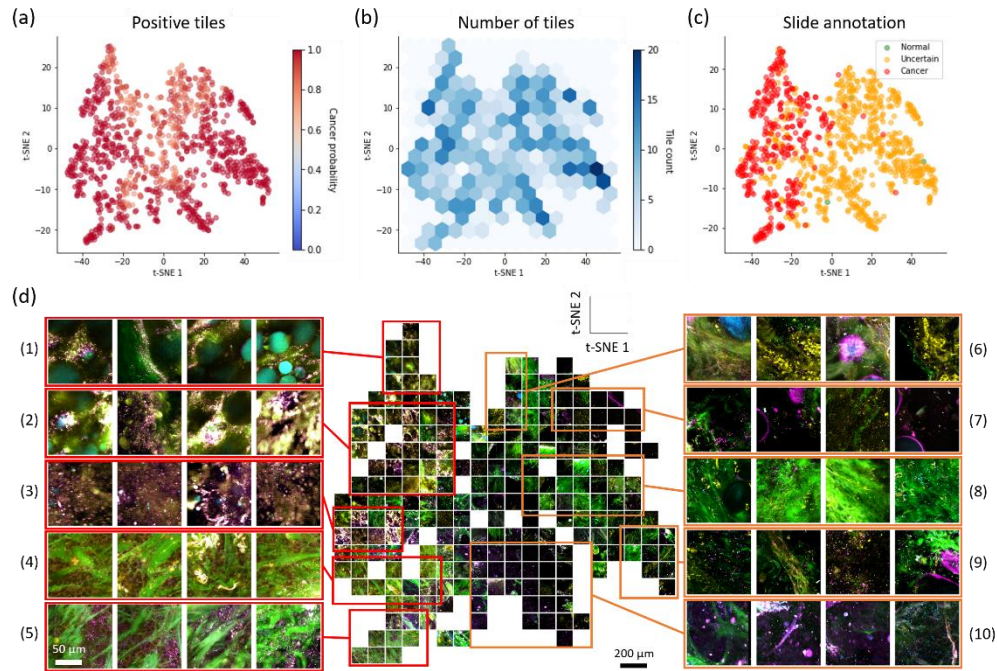 (a) Positive tiles
(b) Number of tiles
(c) Slide annotation
20
10
0
−10
−20
t-SNE 2
−40 −20 0 20 40
t-SNE 1
1.0
0.8
0.6
0.4
0.2
0.0
Cancer probability
20
10
0
−10
−20
t-SNE 2
−40 −20 0 20 40
t-SNE 1
20
15
10
5
0
Tile count
20
10
0
−10
−20
t-SNE 2
−40 −20 0 20 40
t-SNE 1
Normal
Uncertain
Cancer
(d)
t-SNE 2
t-SNE 1
(1)
(2)
(3)
(4)
(5)
50 μm
200 μm
(6)
(7)
(8)
(9)
(10)